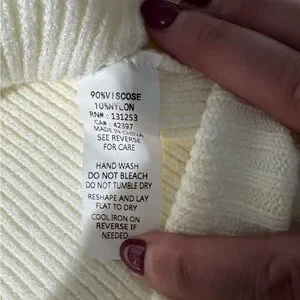 90%VISCOSE
10%NYLON
RN# : 131253
CA# : 42397
MADE IN CHINA
SEE REVERSE
FOR CARE
HAND WASH
DO NOT BLEACH
DO NOT TUMBLE DRY
RESHAPE AND LAY
FLAT TO DRY
COOL IRON ON
REVERSE IF
NEEDED